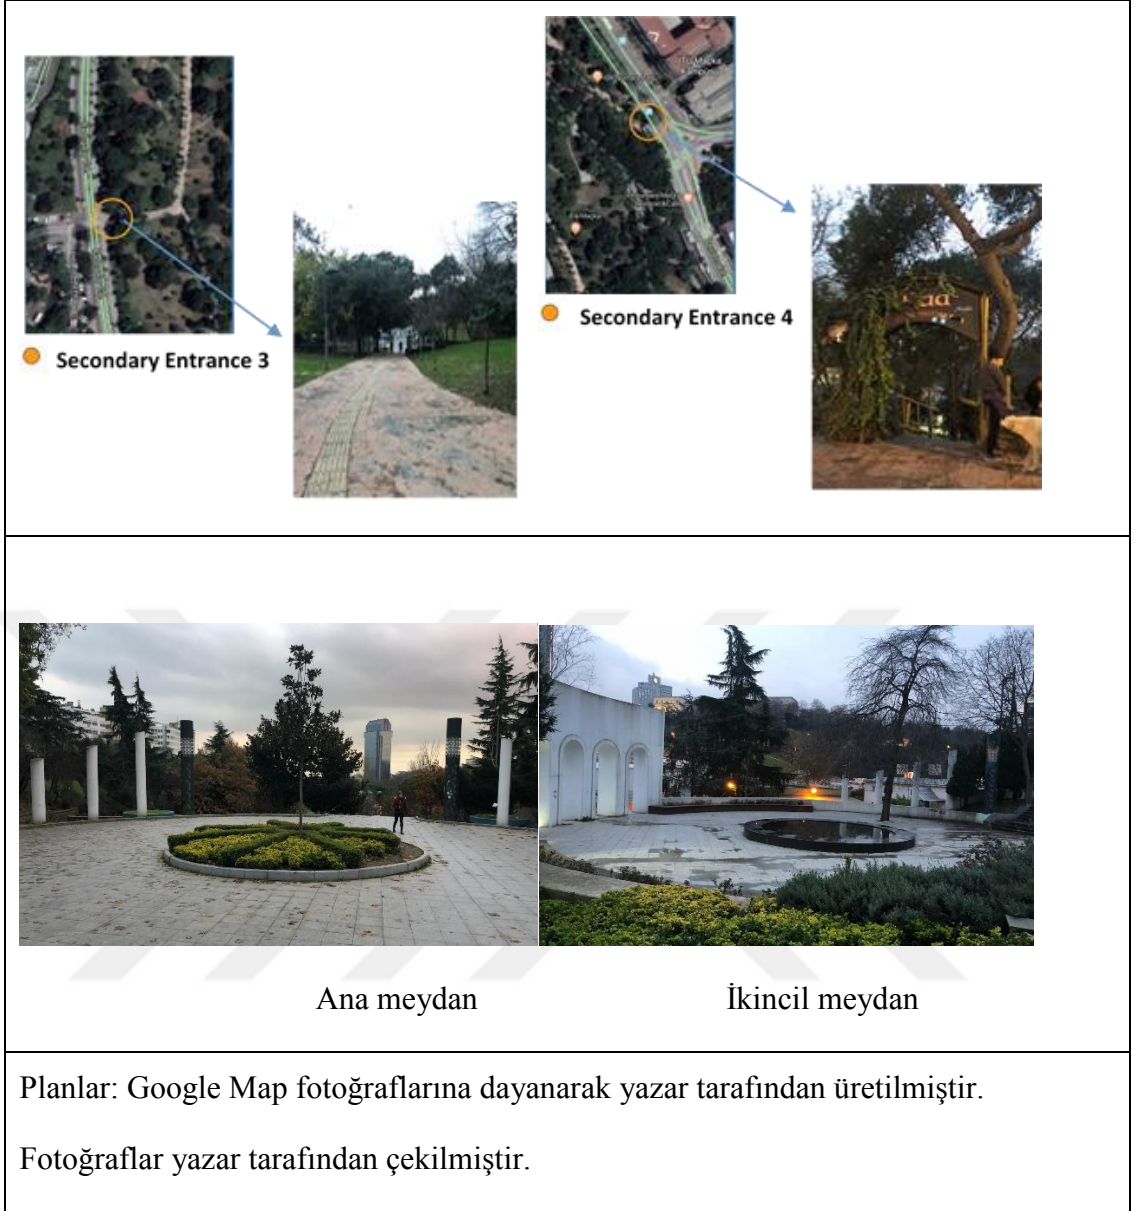 Secondary Entrance 3
Secondary Entrance 4
Ana meydan
İkincil meydan
Planlar: Google Map fotoğraflarına dayanarak yazar tarafından üretilmiştir.
Fotoğraflar yazar tarafından çekilmiştir.